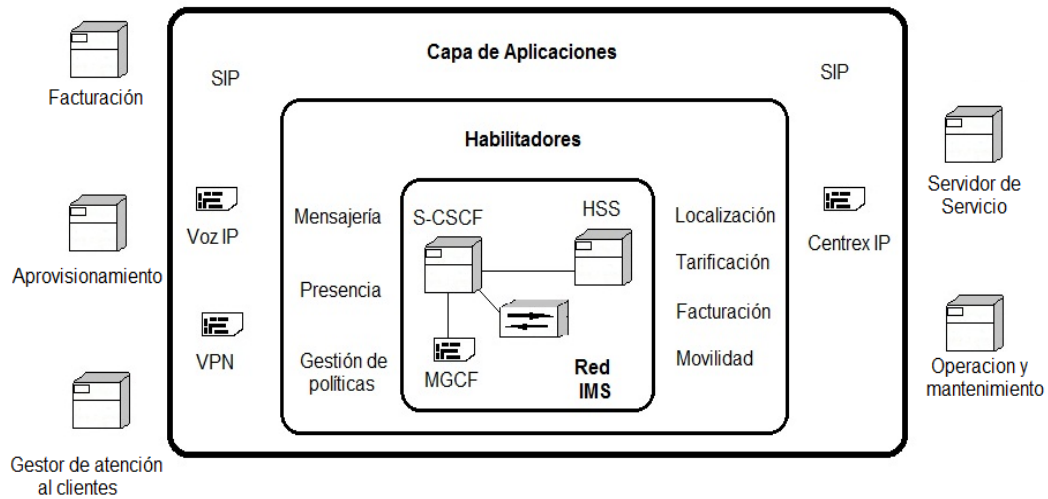 Capa de Aplicaciones
SIP
SIP
Facturación
Habilitadores
Mensajería
S-CSCF
HSS
Localización
Servidor de
Servicio
Voz IP
Centrex IP
Aprovisionamiento
Tarificación
Presencia
Facturación
Gestión de
políticas
MGCF
Red
IMS
Movilidad
VPN
Operacion y
mantenimiento
Gestor de atención
al clientes